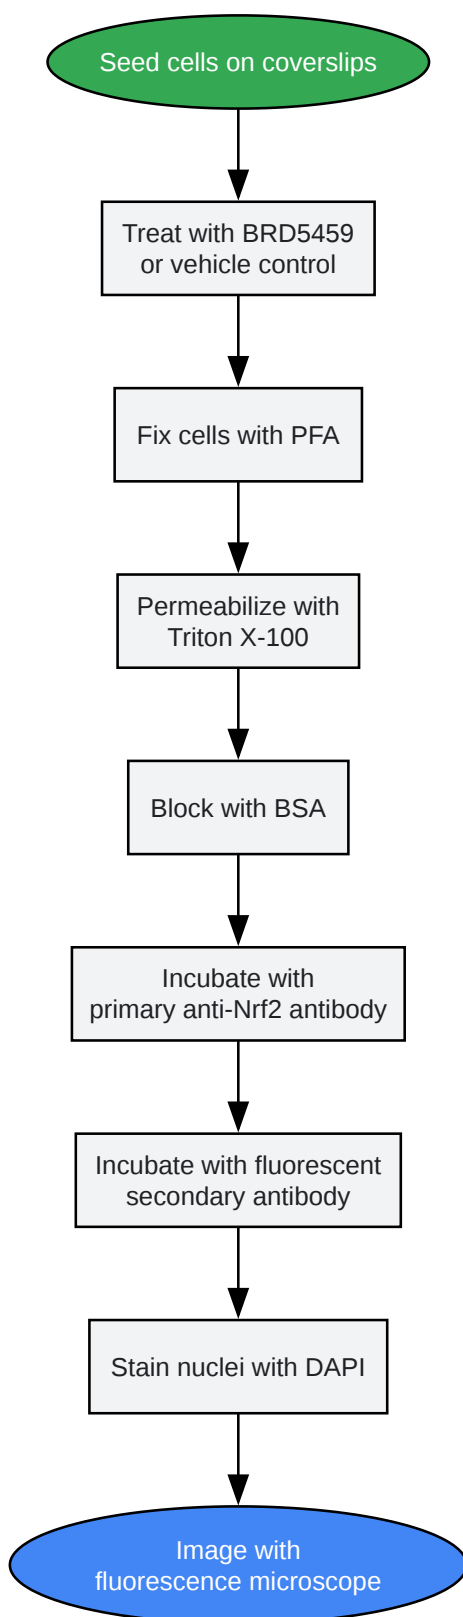 Seed cells on coverslips
Treat with BRD5459
or vehicle control
Fix cells with PFA
Permeabilize with
Triton X-100
Block with BSA
Incubate with
primary anti-Nrf2 antibody
Incubate with fluorescent
secondary antibody
Stain nuclei with DAPI
Image with
fluorescence microscope